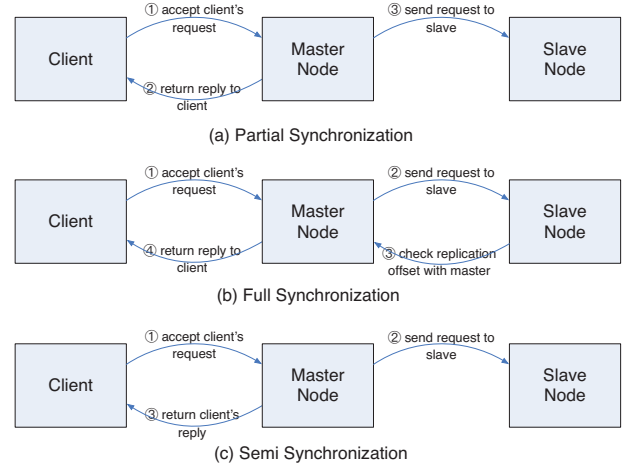 ① accept client's
request
③ send request to
slave
Client
Master
Node
Slave
Node
② return reply to
client
(a) Partial Synchronization
① accept client's
request
② send request to
slave
Client
Master
Node
Slave
Node
④ return reply to
client
③ check replication
offset with master
(b) Full Synchronization
① accept client's
request
② send request to
slave
Client
Master
Node
Slave
Node
③ return client's
reply
(c) Semi Synchronization